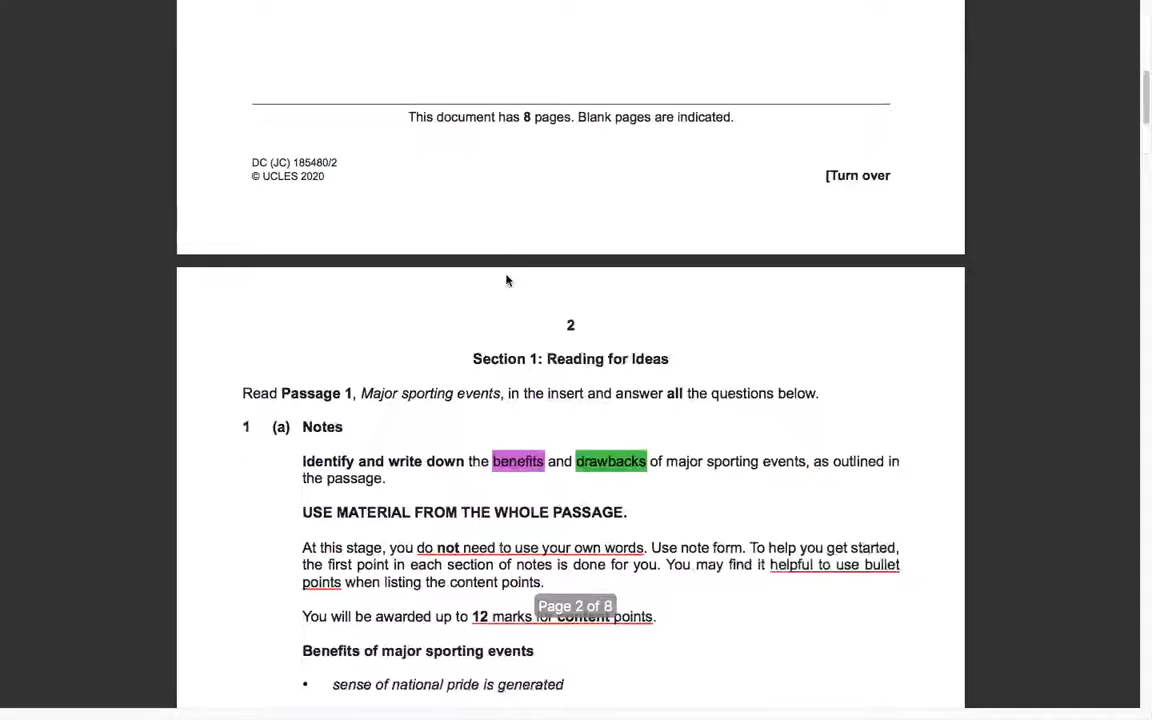 This document has 8 pages. Blank pages are indicated.
DC (JC) 185480/2
© UCLES 2020
[Turn over
2
Section 1: Reading for Ideas
Read Passage 1, Major sporting events, in the insert and answer all the questions below.
1 (a) Notes
Identify and write down the benefits and drawbacks of major sporting events, as outlined in
the passage.
USE MATERIAL FROM THE WHOLE PASSAGE.
At this stage, you do not need to use your own words. Use note form. To help you get started,
the first point in each section of notes is done for you. You may find it helpful to use bullet
points when listing the content points.
Page 2 of 8
You will be awarded up to 12 marks for content points.
Benefits of major sporting events
• sense of national pride is generated